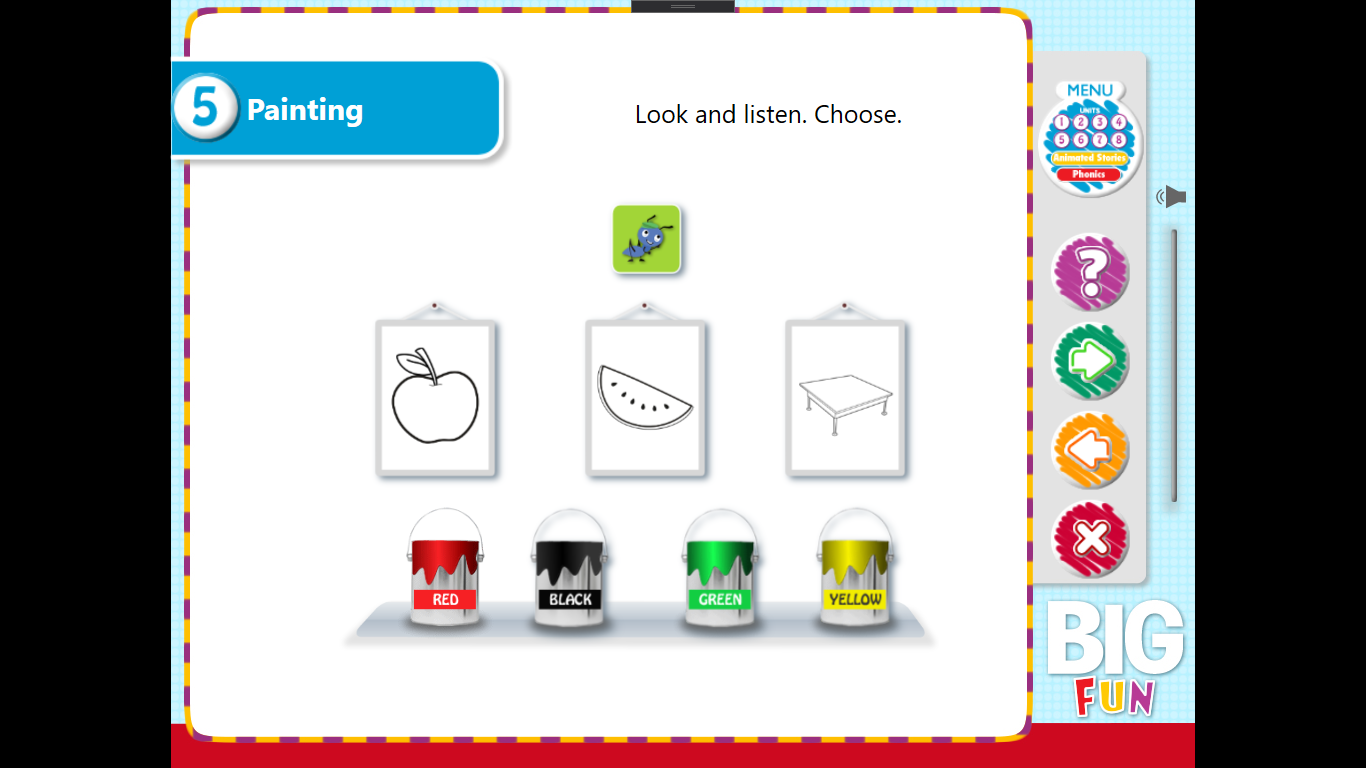 5 Painting
Look and listen. Choose.
MENU
UNITS
1 2 3 4
5 6 7 8
Animated Stories
Phonics
?
RED
BLACK
GREEN
YELLOW
BIG
FUN